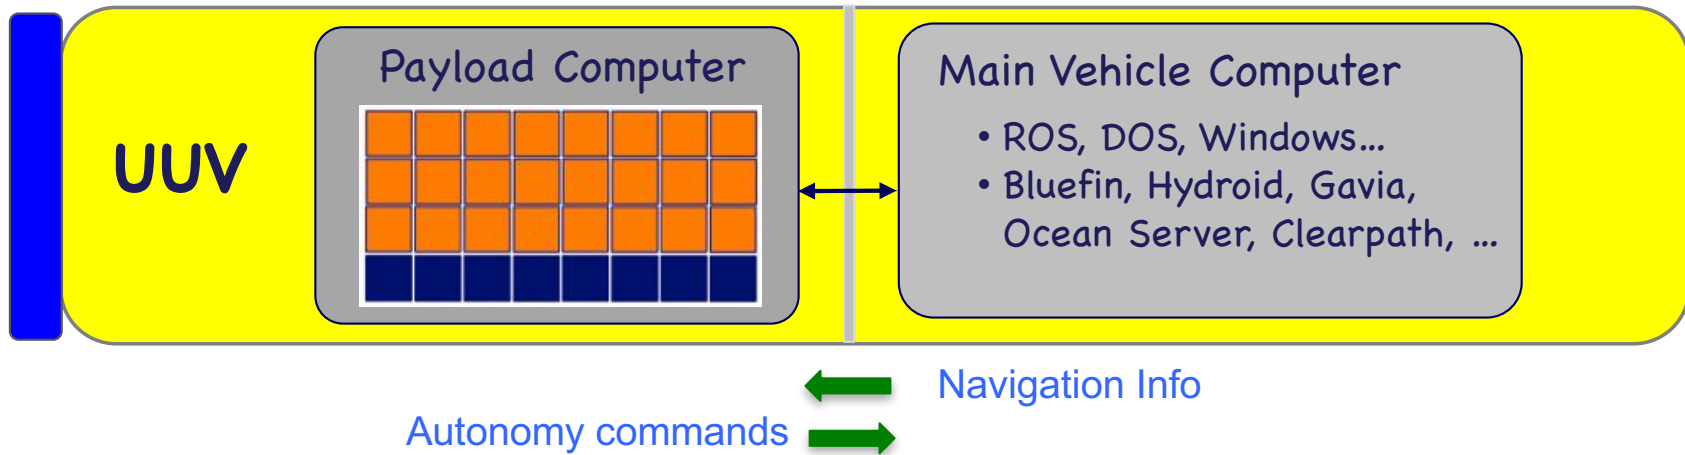 UUV
Payload Computer
Main Vehicle Computer
• ROS, DOS, Windows...
• Bluefin, Hydroid, Gavia,
Ocean Server, Clearpath, ...
Navigation Info
Autonomy commands